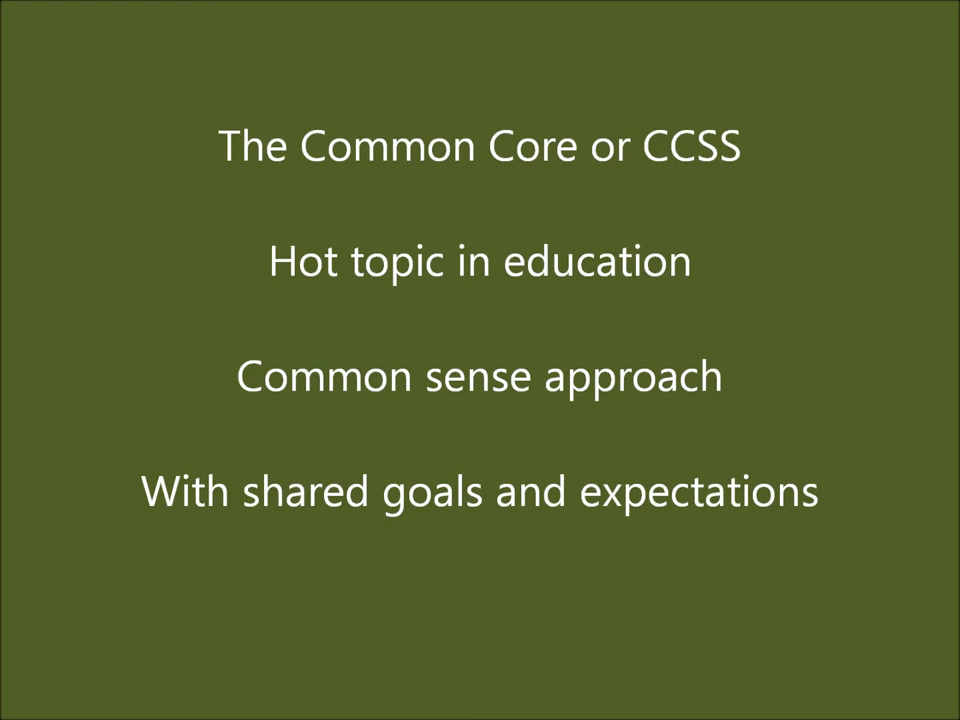 The Common Core or CCSS
Hot topic in education
Common sense approach
With shared goals and expectations